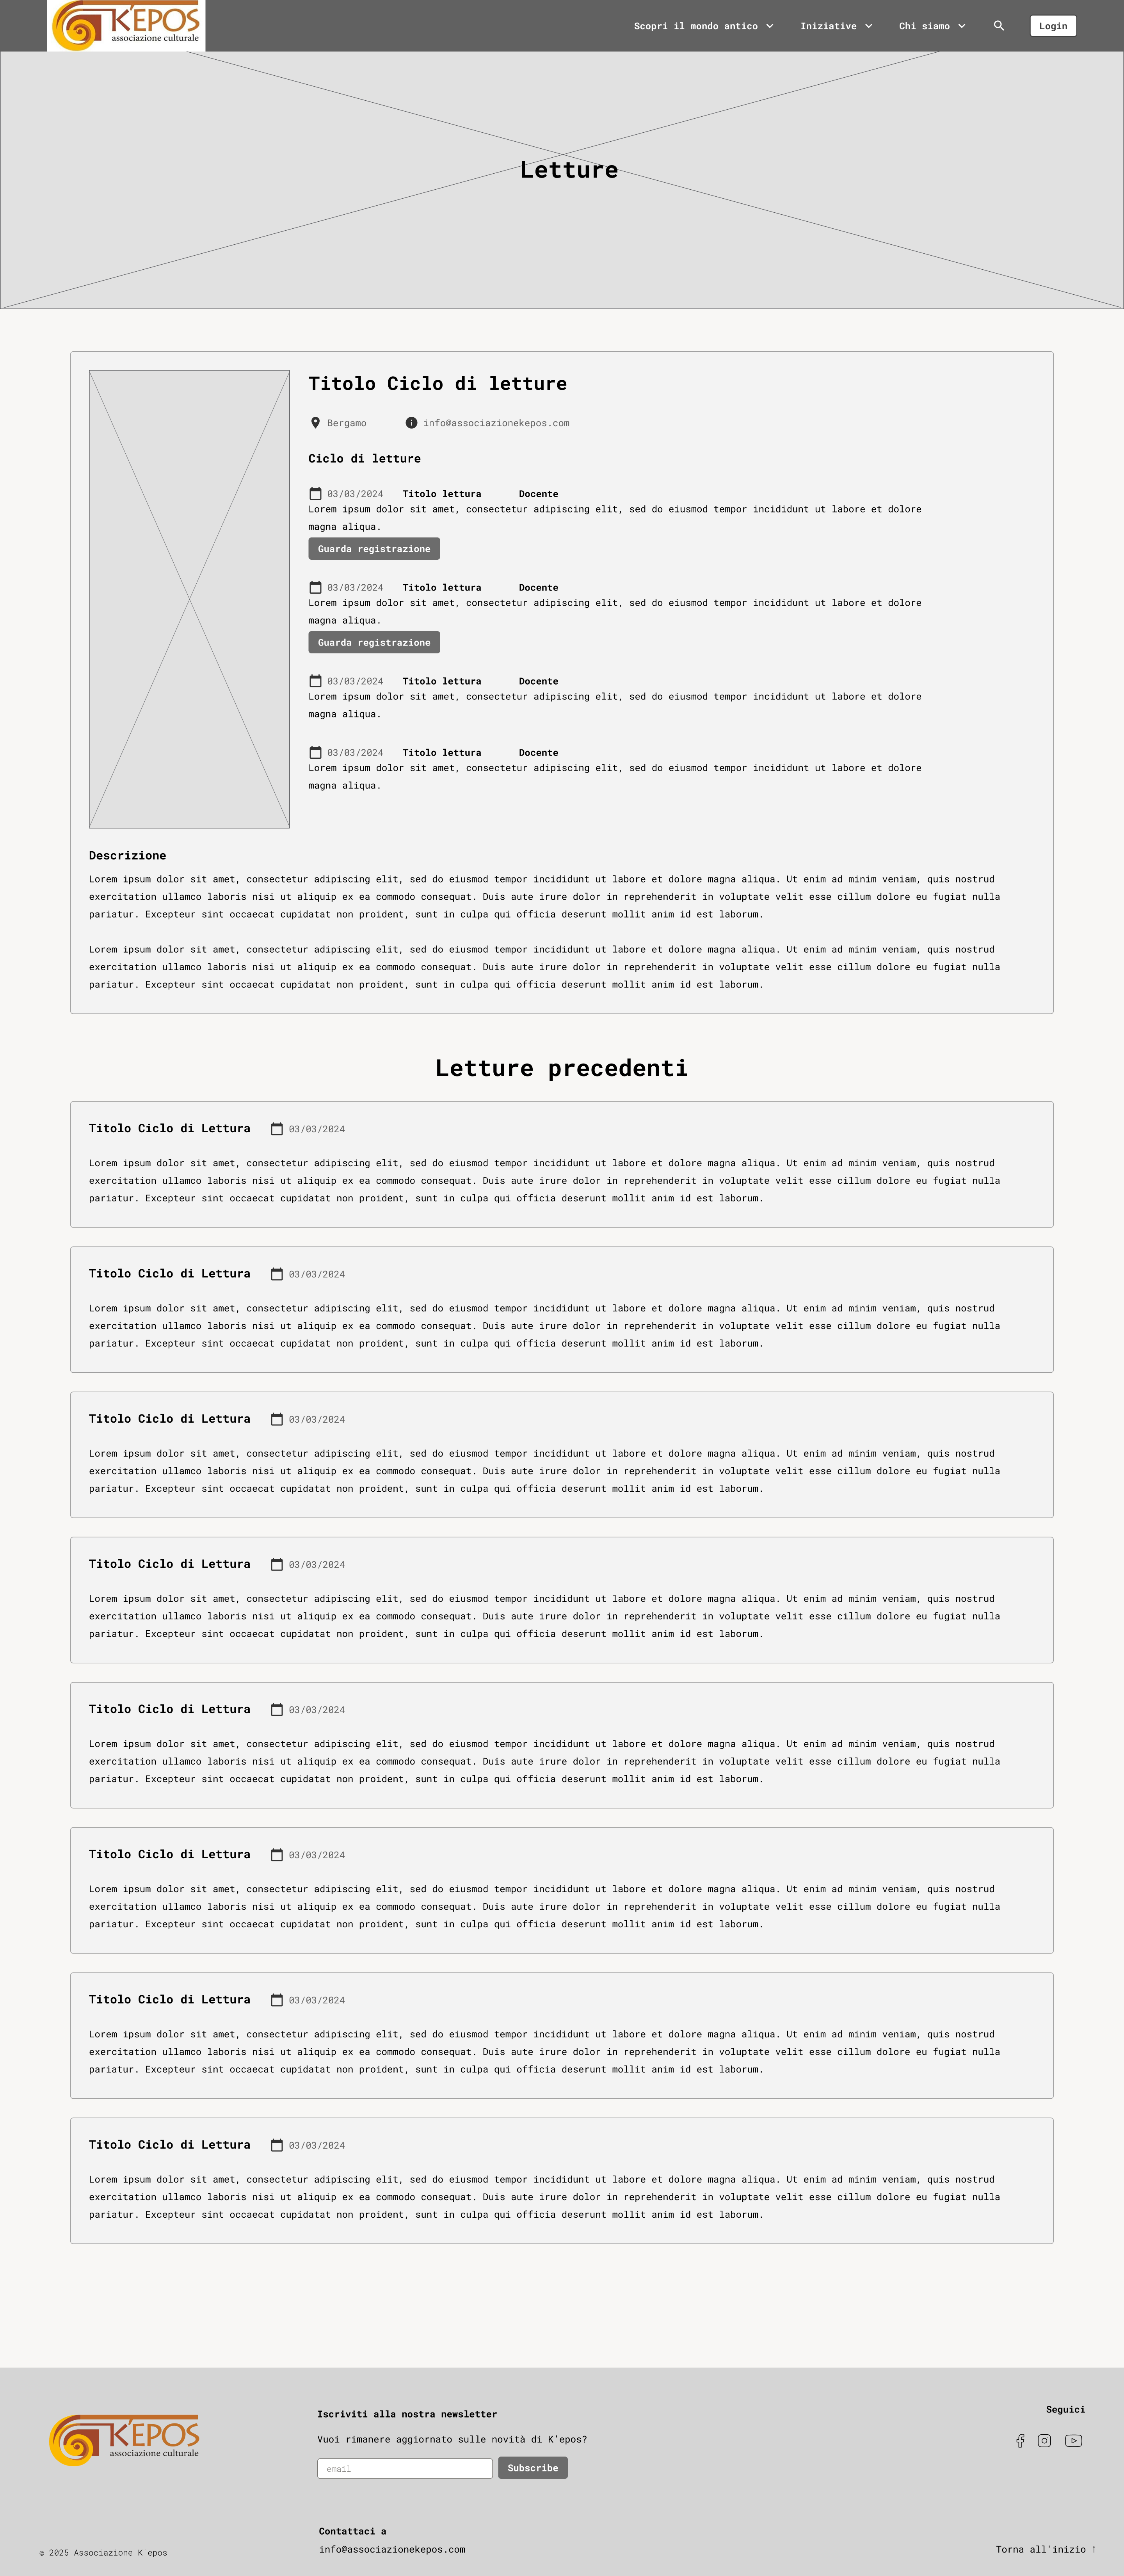 K'EPOS
associazione culturale
Scopri il mondo antico
Iniziative
Chi siamo
Login
Letture
Titolo Ciclo di letture
Bergamo
info@associazionekepos.com
Ciclo di letture
03/03/2024 Titolo lettura Docente
Lorem ipsum dolor sit amet, consectetur adipiscing elit, sed do eiusmod tempor incididunt ut labore et dolore
magna aliqua.
Guarda registrazione
03/03/2024 Titolo lettura Docente
Lorem ipsum dolor sit amet, consectetur adipiscing elit, sed do eiusmod tempor incididunt ut labore et dolore
magna aliqua.
Guarda registrazione
03/03/2024 Titolo lettura Docente
Lorem ipsum dolor sit amet, consectetur adipiscing elit, sed do eiusmod tempor incididunt ut labore et dolore
magna aliqua.
03/03/2024 Titolo lettura Docente
Lorem ipsum dolor sit amet, consectetur adipiscing elit, sed do eiusmod tempor incididunt ut labore et dolore
magna aliqua.
Descrizione
Lorem ipsum dolor sit amet, consectetur adipiscing elit, sed do eiusmod tempor incididunt ut labore et dolore magna aliqua. Ut enim ad minim veniam, quis nostrud
exercitation ullamco laboris nisi ut aliquip ex ea commodo consequat. Duis aute irure dolor in reprehenderit in voluptate velit esse cillum dolore eu fugiat nulla
pariatur. Excepteur sint occaecat cupidatat non proident, sunt in culpa qui officia deserunt mollit anim id est laborum.
Lorem ipsum dolor sit amet, consectetur adipiscing elit, sed do eiusmod tempor incididunt ut labore et dolore magna aliqua. Ut enim ad minim veniam, quis nostrud
exercitation ullamco laboris nisi ut aliquip ex ea commodo consequat. Duis aute irure dolor in reprehenderit in voluptate velit esse cillum dolore eu fugiat nulla
pariatur. Excepteur sint occaecat cupidatat non proident, sunt in culpa qui officia deserunt mollit anim id est laborum.
Letture precedenti
Titolo Ciclo di Lettura 03/03/2024
Lorem ipsum dolor sit amet, consectetur adipiscing elit, sed do eiusmod tempor incididunt ut labore et dolore magna aliqua. Ut enim ad minim veniam, quis nostrud
exercitation ullamco laboris nisi ut aliquip ex ea commodo consequat. Duis aute irure dolor in reprehenderit in voluptate velit esse cillum dolore eu fugiat nulla
pariatur. Excepteur sint occaecat cupidatat non proident, sunt in culpa qui officia deserunt mollit anim id est laborum.
Titolo Ciclo di Lettura 03/03/2024
Lorem ipsum dolor sit amet, consectetur adipiscing elit, sed do eiusmod tempor incididunt ut labore et dolore magna aliqua. Ut enim ad minim veniam, quis nostrud
exercitation ullamco laboris nisi ut aliquip ex ea commodo consequat. Duis aute irure dolor in reprehenderit in voluptate velit esse cillum dolore eu fugiat nulla
pariatur. Excepteur sint occaecat cupidatat non proident, sunt in culpa qui officia deserunt mollit anim id est laborum.
Titolo Ciclo di Lettura 03/03/2024
Lorem ipsum dolor sit amet, consectetur adipiscing elit, sed do eiusmod tempor incididunt ut labore et dolore magna aliqua. Ut enim ad minim veniam, quis nostrud
exercitation ullamco laboris nisi ut aliquip ex ea commodo consequat. Duis aute irure dolor in reprehenderit in voluptate velit esse cillum dolore eu fugiat nulla
pariatur. Excepteur sint occaecat cupidatat non proident, sunt in culpa qui officia deserunt mollit anim id est laborum.
Titolo Ciclo di Lettura 03/03/2024
Lorem ipsum dolor sit amet, consectetur adipiscing elit, sed do eiusmod tempor incididunt ut labore et dolore magna aliqua. Ut enim ad minim veniam, quis nostrud
exercitation ullamco laboris nisi ut aliquip ex ea commodo consequat. Duis aute irure dolor in reprehenderit in voluptate velit esse cillum dolore eu fugiat nulla
pariatur. Excepteur sint occaecat cupidatat non proident, sunt in culpa qui officia deserunt mollit anim id est laborum.
Titolo Ciclo di Lettura 03/03/2024
Lorem ipsum dolor sit amet, consectetur adipiscing elit, sed do eiusmod tempor incididunt ut labore et dolore magna aliqua. Ut enim ad minim veniam, quis nostrud
exercitation ullamco laboris nisi ut aliquip ex ea commodo consequat. Duis aute irure dolor in reprehenderit in voluptate velit esse cillum dolore eu fugiat nulla
pariatur. Excepteur sint occaecat cupidatat non proident, sunt in culpa qui officia deserunt mollit anim id est laborum.
Titolo Ciclo di Lettura 03/03/2024
Lorem ipsum dolor sit amet, consectetur adipiscing elit, sed do eiusmod tempor incididunt ut labore et dolore magna aliqua. Ut enim ad minim veniam, quis nostrud
exercitation ullamco laboris nisi ut aliquip ex ea commodo consequat. Duis aute irure dolor in reprehenderit in voluptate velit esse cillum dolore eu fugiat nulla
pariatur. Excepteur sint occaecat cupidatat non proident, sunt in culpa qui officia deserunt mollit anim id est laborum.
Titolo Ciclo di Lettura 03/03/2024
Lorem ipsum dolor sit amet, consectetur adipiscing elit, sed do eiusmod tempor incididunt ut labore et dolore magna aliqua. Ut enim ad minim veniam, quis nostrud
exercitation ullamco laboris nisi ut aliquip ex ea commodo consequat. Duis aute irure dolor in reprehenderit in voluptate velit esse cillum dolore eu fugiat nulla
pariatur. Excepteur sint occaecat cupidatat non proident, sunt in culpa qui officia deserunt mollit anim id est laborum.
Titolo Ciclo di Lettura 03/03/2024
Lorem ipsum dolor sit amet, consectetur adipiscing elit, sed do eiusmod tempor incididunt ut labore et dolore magna aliqua. Ut enim ad minim veniam, quis nostrud
exercitation ullamco laboris nisi ut aliquip ex ea commodo consequat. Duis aute irure dolor in reprehenderit in voluptate velit esse cillum dolore eu fugiat nulla
pariatur. Excepteur sint occaecat cupidatat non proident, sunt in culpa qui officia deserunt mollit anim id est laborum.
K'EPOS
associazione culturale
© 2025 Associazione K'epos
Iscriviti alla nostra newsletter
Vuoi rimanere aggiornato sulle novità di K'epos?
email
Subscribe
Contattaci a
info@associazionekepos.com
Seguici
Torna all'inizio ↑